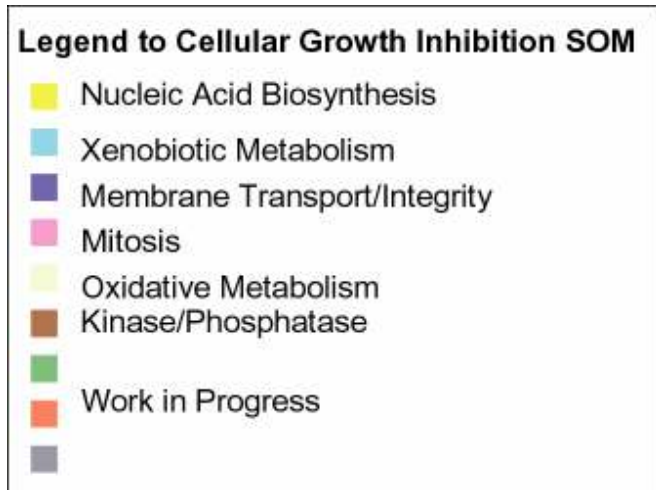 Legend to Cellular Growth Inhibition SOM
Nucleic Acid Biosynthesis
Xenobiotic Metabolism
Membrane Transport/Integrity
Mitosis
Oxidative Metabolism
Kinase/Phosphatase
Work in Progress